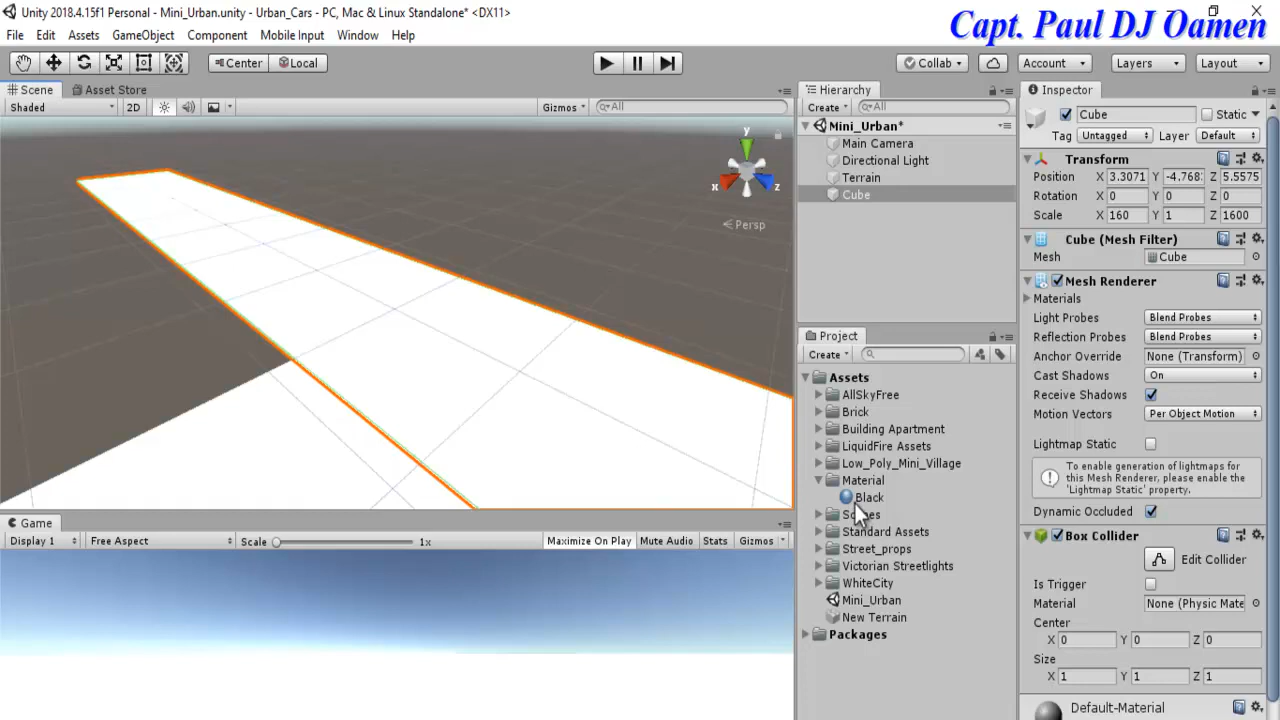 Unity 2018.4.15f1 Personal - Mini_Urban.unity - Urban_Cars - PC, Mac & Linux Standalone* <DX11>
Capt. Paul DJ Oamen
File Edit Assets GameObject Component Mobile Input Window Help
Center Local Collab Account Layers Layout
Scene Asset Store
Shaded 2D Gizmos All
y
x
z
Persp
Hierarchy
Create All
Mini_Urban*
Main Camera
Directional Light
Terrain
Cube
Project
Create
Assets
AllSkyFree
Brick
Building Apartment
LiquidFire Assets
Low_Poly_Mini_Village
Material
Black
Scenes
Standard Assets
Street_props
Victorian Streetlights
WhiteCity
Mini_Urban
New Terrain
Packages
Inspector
Cube Static
Tag Untagged Layer Default
Transform
Position X 3.3071 Y -4.768 Z 5.5575
Rotation X 0 Y 0 Z 0
Scale X 160 Y 1 Z 1600
Cube (Mesh Filter)
Mesh Cube
Mesh Renderer
Materials
Light Probes Blend Probes
Reflection Probes Blend Probes
Anchor Override None (Transform)
Cast Shadows On
Receive Shadows
Motion Vectors Per Object Motion
Lightmap Static
To enable generation of lightmaps for
this Mesh Renderer, please enable the
'Lightmap Static' property.
Dynamic Occluded
Box Collider
Edit Collider
Is Trigger
Material None (Physic Mate
Center
X 0 Y 0 Z 0
Size
X 1 Y 1 Z 1
Default-Material
Game
Display 1 Free Aspect Scale 1x Maximize On Play Mute Audio Stats Gizmos